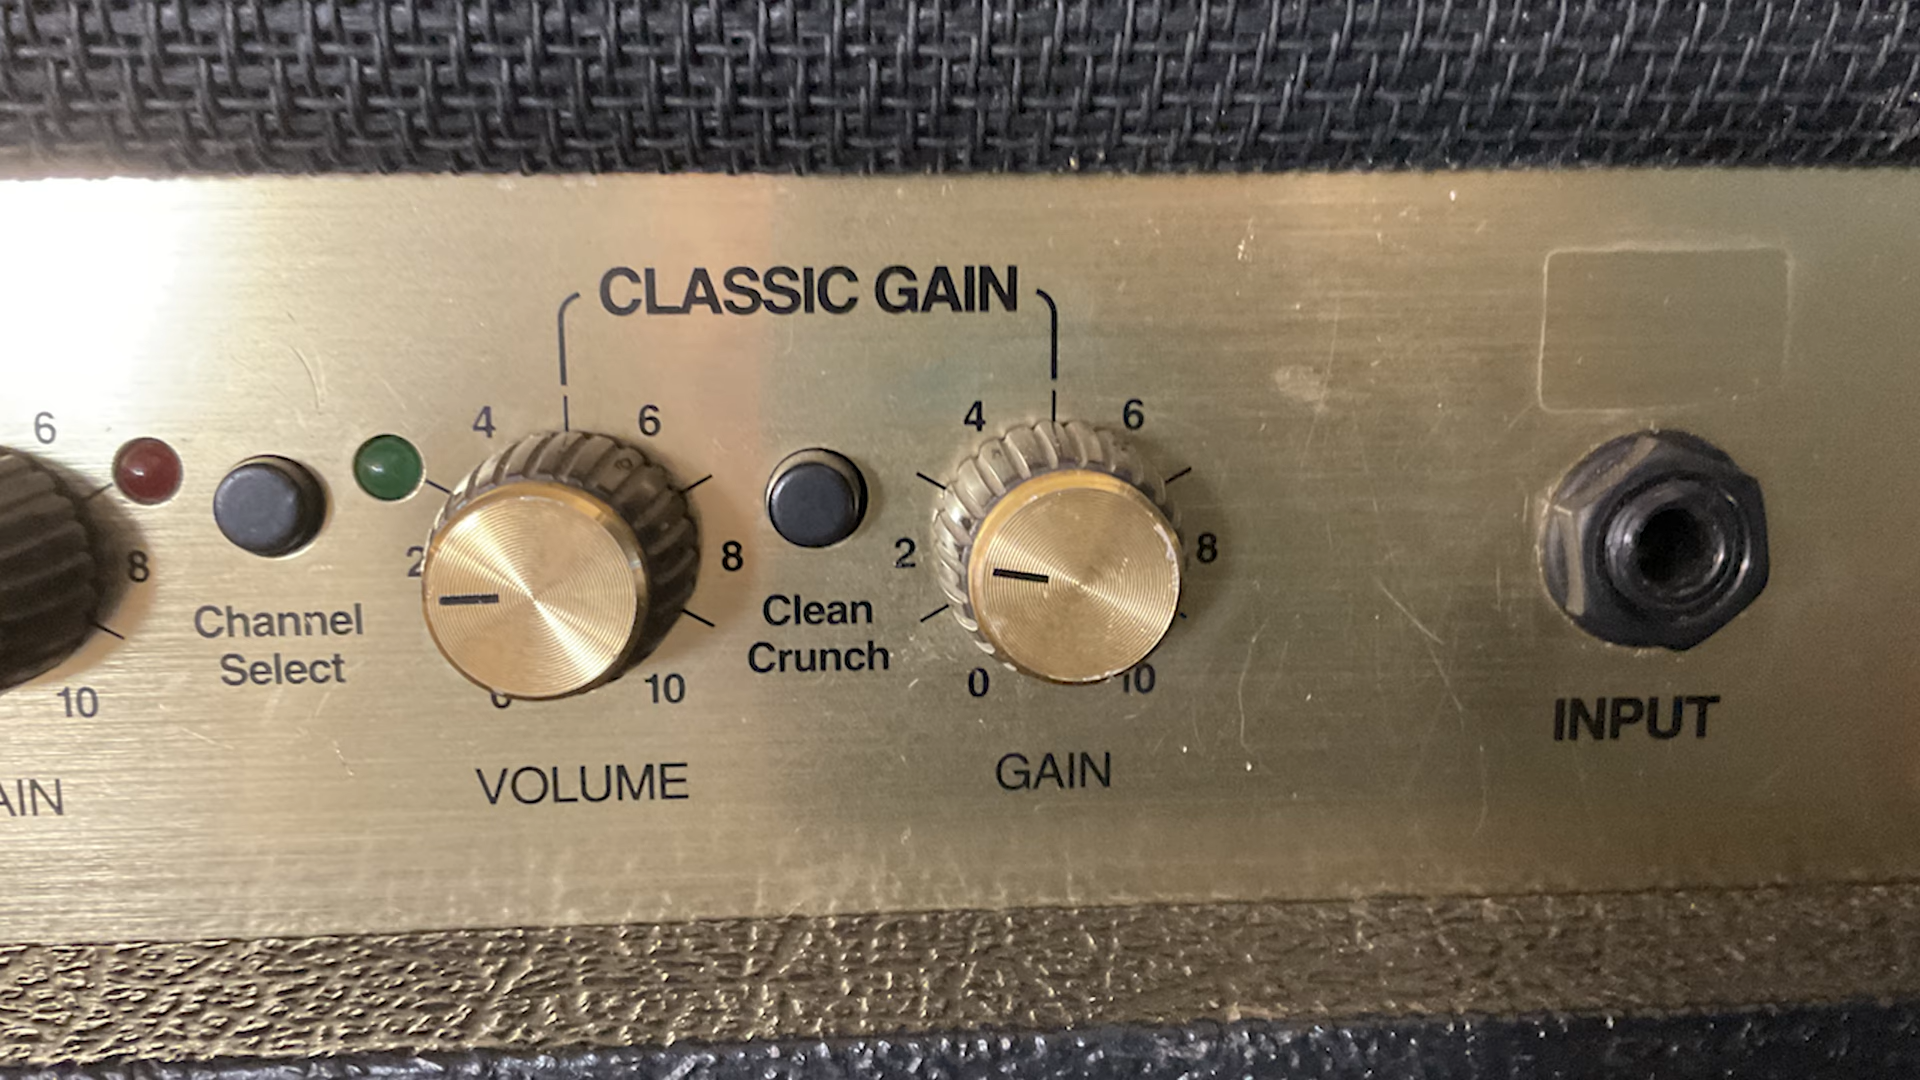 CLASSIC GAIN
6
4
6
4
6
8
2
8
2
8
Channel
Select
Clean
Crunch
10
10
0
10
VOLUME
GAIN
INPUT